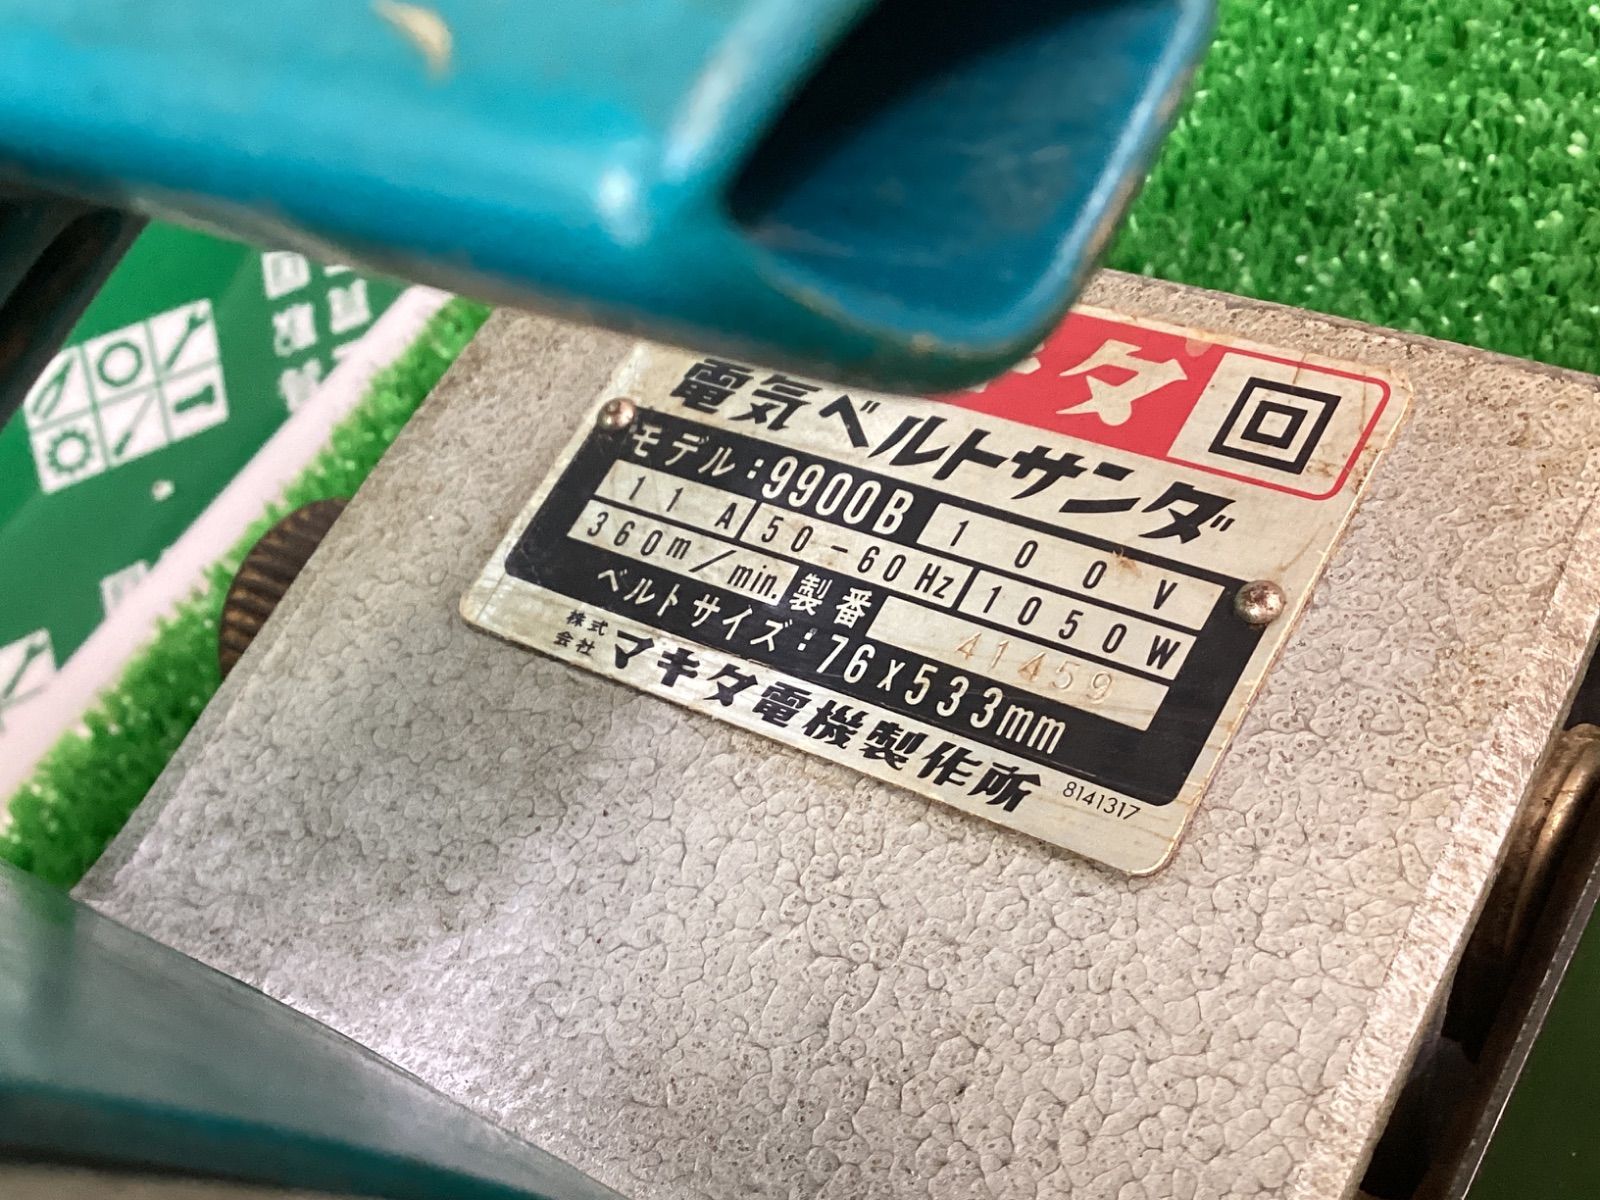 キダ
電気ベルトサンダ
モデル:9900B 100V
11A 50-60Hz 1050W
360m/min. 製番 41459
ベルトサイズ:76x533mm
株式会社 マキタ電機製作所 8141317